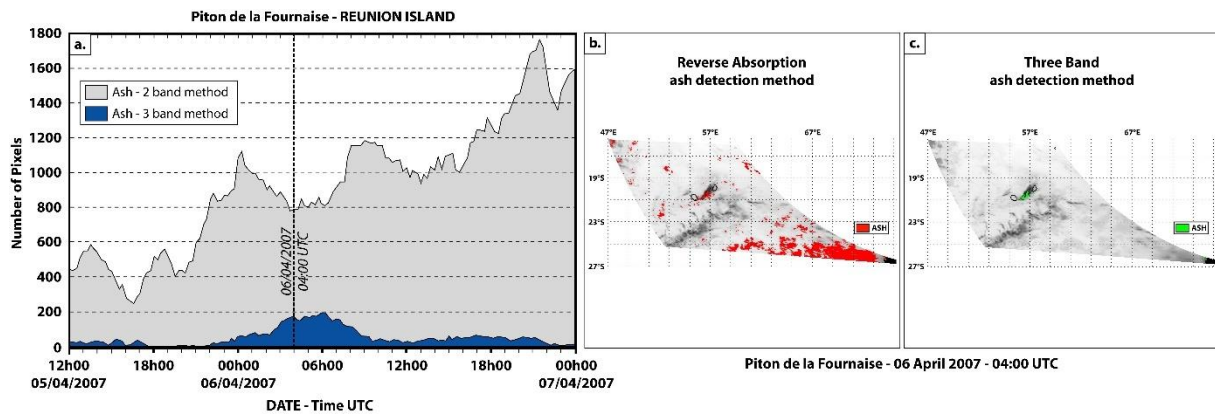 Piton de la Fournaise - REUNION ISLAND
a.
Number of Pixels
1800
1600
1400
1200
1000
800
600
400
200
0
Ash - 2 band method
Ash - 3 band method
06/04/2007
04:00 UTC
12h00 18h00 00h00 06h00 12h00 18h00 00h00
05/04/2007 06/04/2007 07/04/2007
DATE - Time UTC
b.
Reverse Absorption
ash detection method
47°E 57°E 67°E
19°S
23°S
27°S
ASH
c.
Three Band
ash detection method
47°E 57°E 67°E
19°S
23°S
27°S
ASH
Piton de la Fournaise - 06 April 2007 - 04:00 UTC